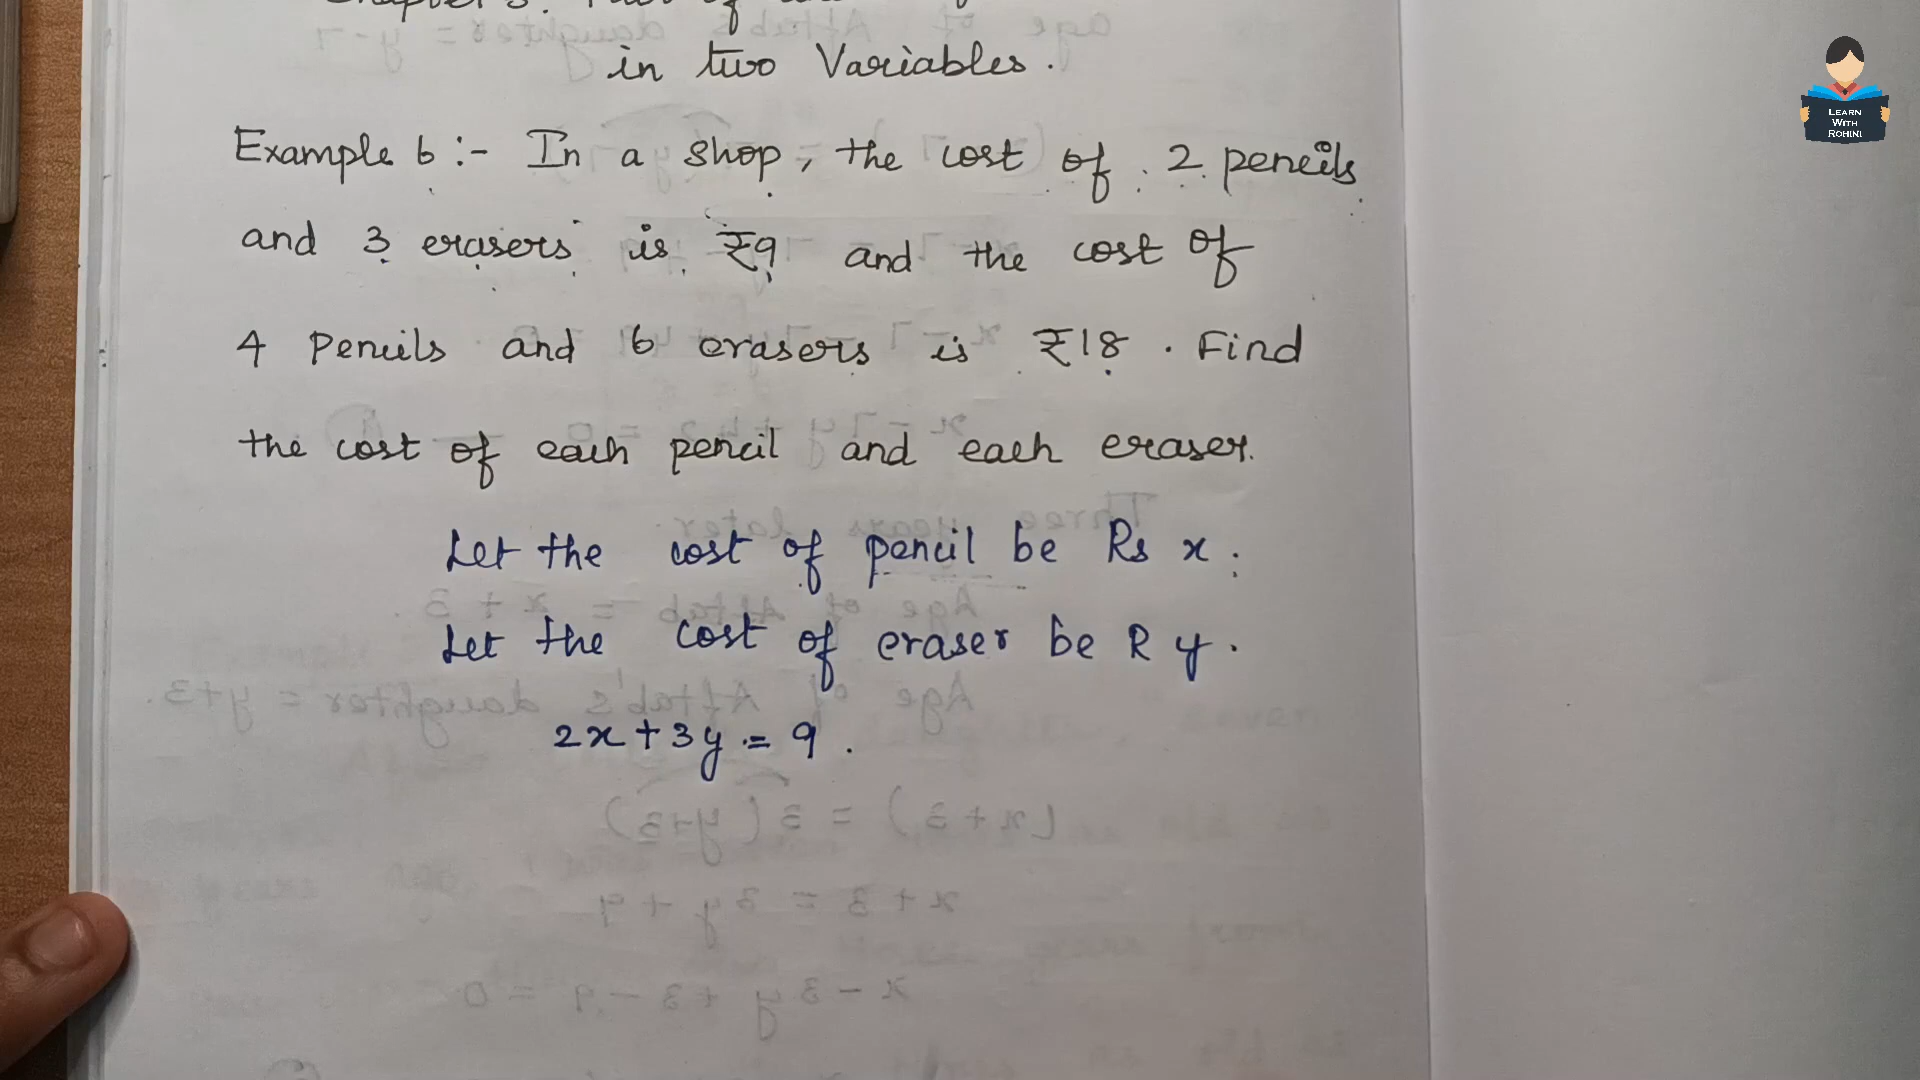 in two Variables.
Example 6:- In a shop, the cost of 2 pencils
and 3 erasers is ₹9 and the cost of
4 pencils and 6 erasers is ₹18. Find
the cost of each pencil and each eraser.
Let the cost of pencil be Rs x.
Let the cost of eraser be R y.
2x+3y = 9.
LEARN
WITH
ROHINI